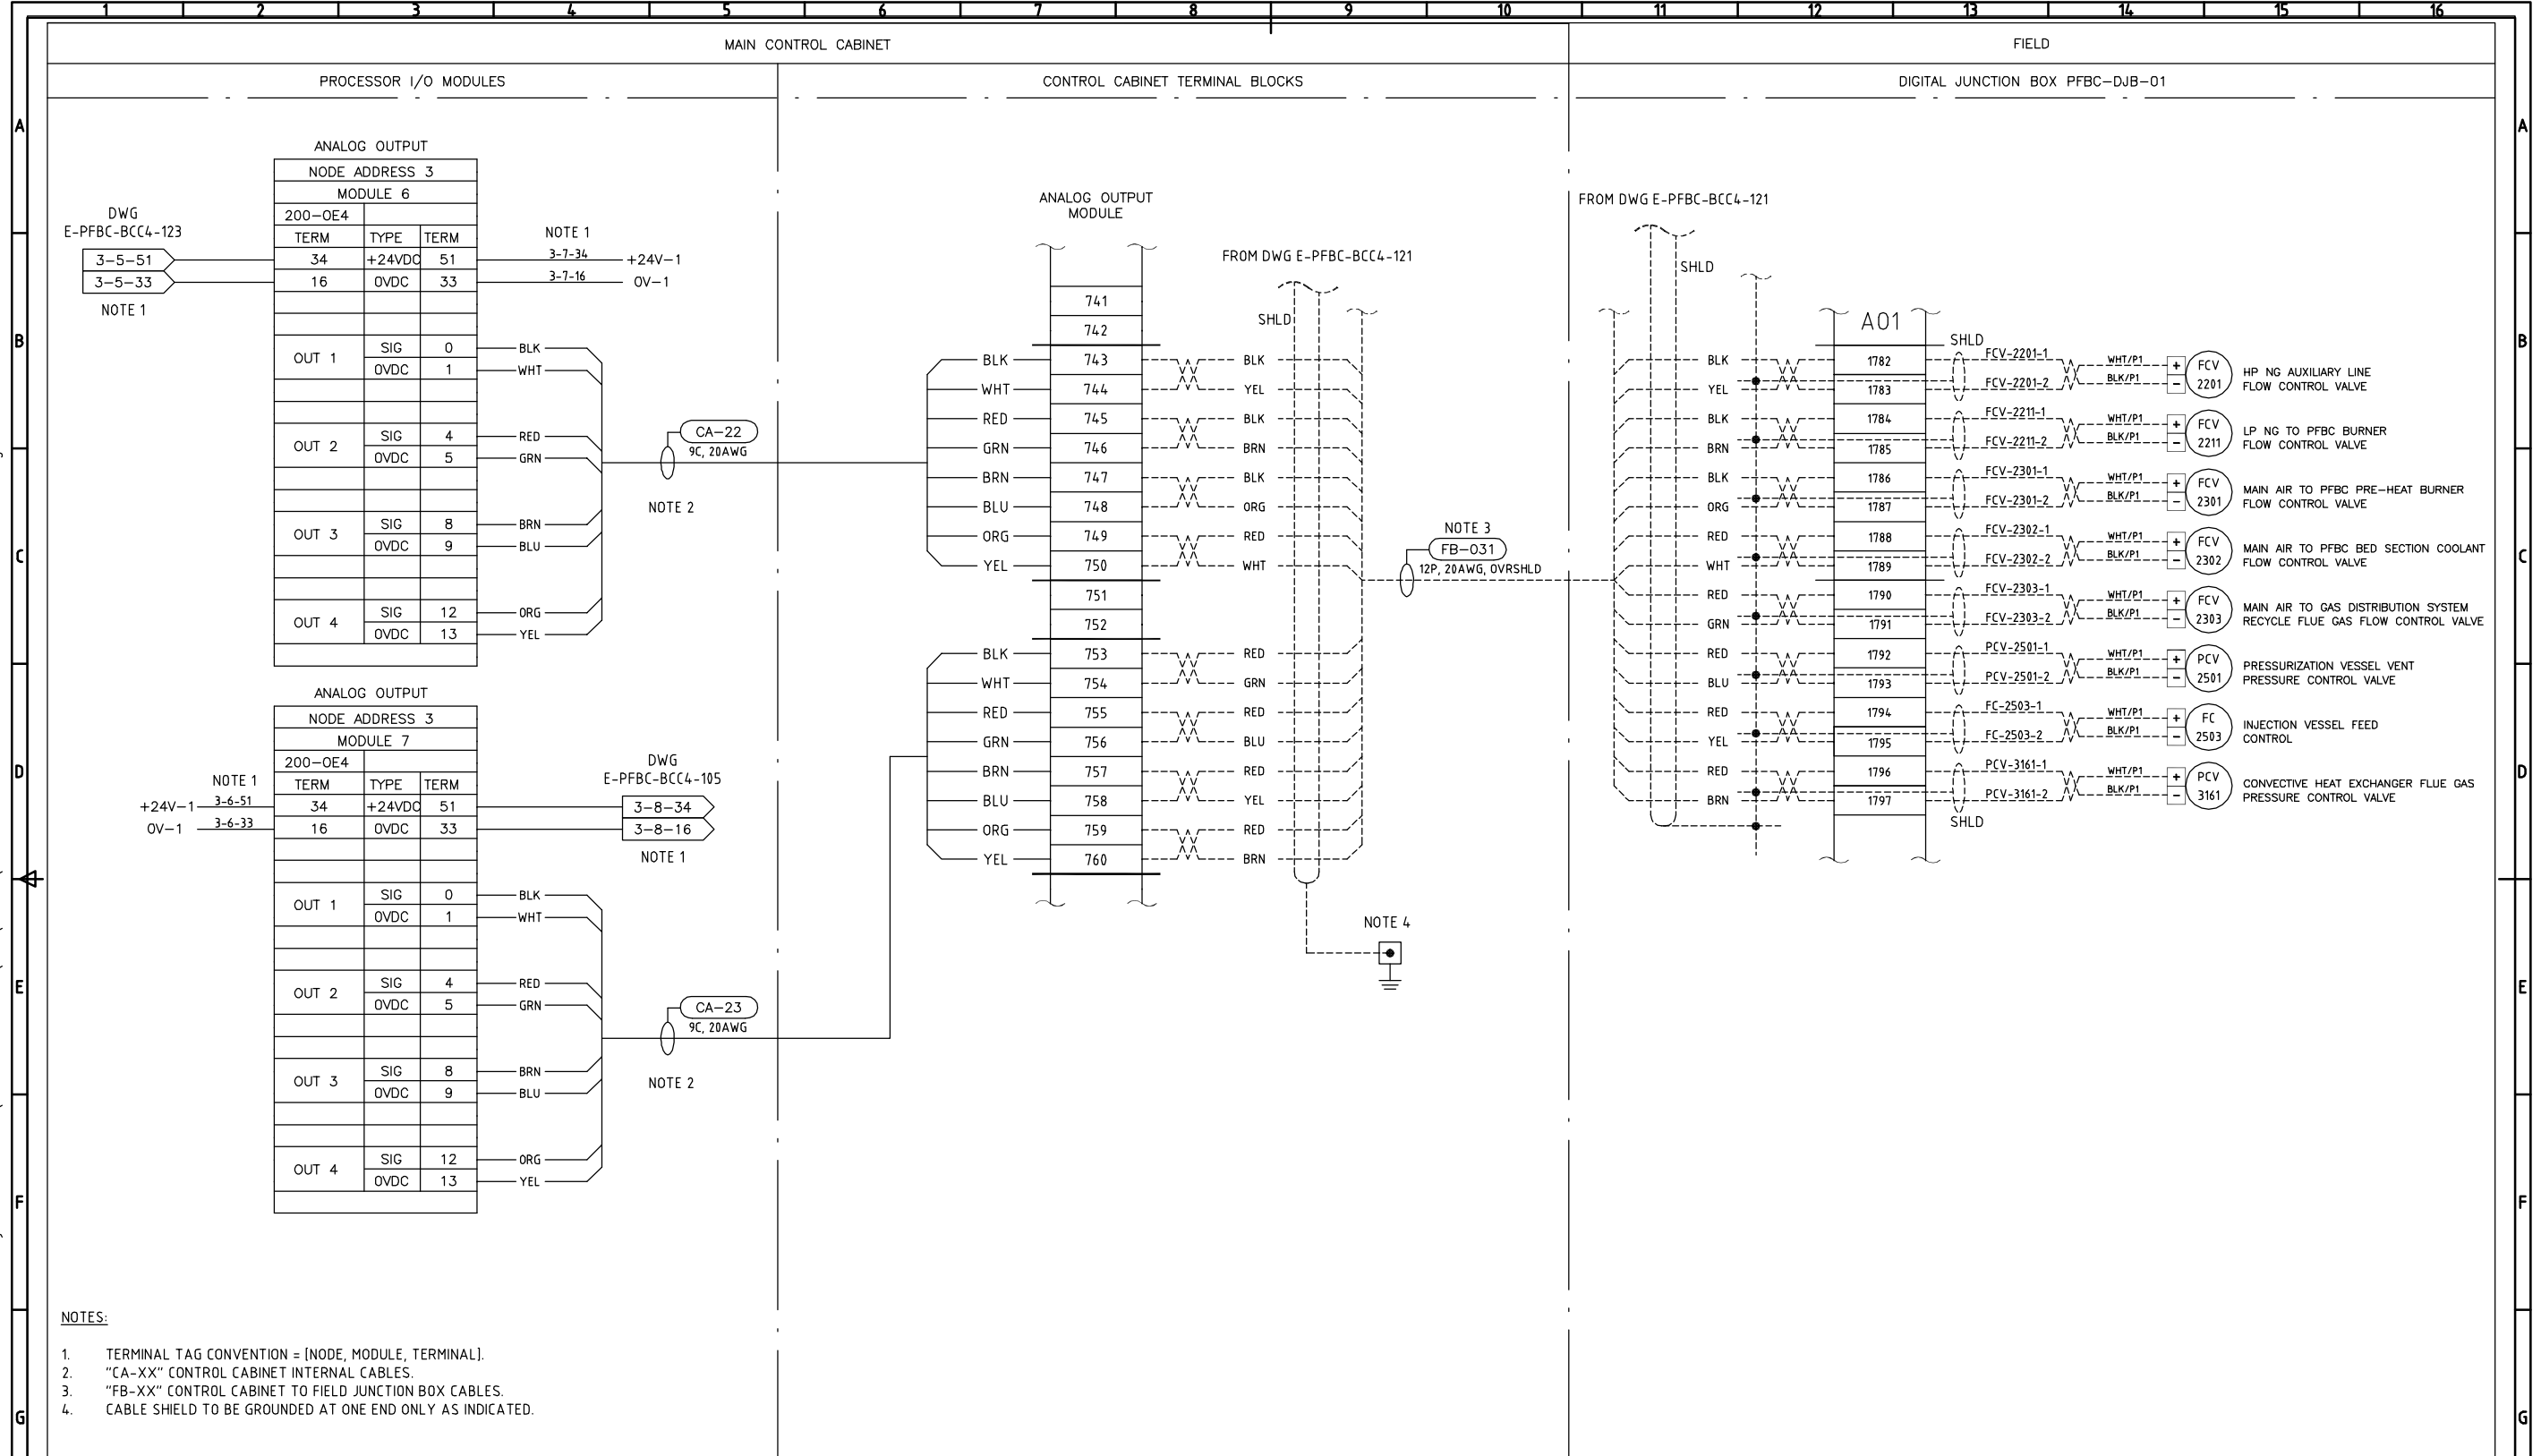 1 2 3 4 5 6 7 8 9 10 11 12 13 14 15 16
MAIN CONTROL CABINET
FIELD
PROCESSOR I/O MODULES
CONTROL CABINET TERMINAL BLOCKS
DIGITAL JUNCTION BOX PFBC-DJB-01
A
B
C
D
E
F
G
A
B
C
D
E
F
G
ANALOG OUTPUT
NODE ADDRESS 3
MODULE 6
200-OE4
TERM TYPE TERM
34 +24VDC 51
16 0VDC 33
OUT 1 SIG 0 BLK
0VDC 1 WHT
OUT 2 SIG 4 RED
0VDC 5 GRN
OUT 3 SIG 8 BRN
0VDC 9 BLU
OUT 4 SIG 12 ORG
0VDC 13 YEL
DWG
E-PFBC-BCC4-123
3-5-51
3-5-33
NOTE 1
NOTE 1
3-7-34 +24V-1
3-7-16 0V-1
CA-22
9C, 20AWG
NOTE 2
ANALOG OUTPUT
NODE ADDRESS 3
MODULE 7
200-OE4
TERM TYPE TERM
34 +24VDC 51
16 0VDC 33
OUT 1 SIG 0 BLK
0VDC 1 WHT
OUT 2 SIG 4 RED
0VDC 5 GRN
OUT 3 SIG 8 BRN
0VDC 9 BLU
OUT 4 SIG 12 ORG
0VDC 13 YEL
NOTE 1
+24V-1 3-6-51
0V-1 3-6-33
DWG
E-PFBC-BCC4-105
3-8-34
3-8-16
NOTE 1
CA-23
9C, 20AWG
NOTE 2
ANALOG OUTPUT
MODULE
741
742
BLK 743 BLK
WHT 744 YEL
RED 745 BLK
GRN 746 BRN
BRN 747 BLK
BLU 748 ORG
ORG 749 RED
YEL 750 WHT
751
752
BLK 753 RED
WHT 754 GRN
RED 755 RED
GRN 756 BLU
BRN 757 RED
BLU 758 YEL
ORG 759 RED
YEL 760 BRN
FROM DWG E-PFBC-BCC4-121
SHLD
NOTE 3
FB-031
12P, 20AWG, OVRSHLD
NOTE 4
FROM DWG E-PFBC-BCC4-121
SHLD
A01
SHLD
BLK 1782 FCV-2201-1 WHT/P1 +
YEL 1783 FCV-2201-2 BLK/P1 -
FCV
2201
HP NG AUXILIARY LINE
FLOW CONTROL VALVE
BLK 1784 FCV-2211-1 WHT/P1 +
BRN 1785 FCV-2211-2 BLK/P1 -
FCV
2211
LP NG TO PFBC BURNER
FLOW CONTROL VALVE
BLK 1786 FCV-2301-1 WHT/P1 +
ORG 1787 FCV-2301-2 BLK/P1 -
FCV
2301
MAIN AIR TO PFBC PRE-HEAT BURNER
FLOW CONTROL VALVE
RED 1788 FCV-2302-1 WHT/P1 +
WHT 1789 FCV-2302-2 BLK/P1 -
FCV
2302
MAIN AIR TO PFBC BED SECTION COOLANT
FLOW CONTROL VALVE
RED 1790 FCV-2303-1 WHT/P1 +
GRN 1791 FCV-2303-2 BLK/P1 -
FCV
2303
MAIN AIR TO GAS DISTRIBUTION SYSTEM
RECYCLE FLUE GAS FLOW CONTROL VALVE
RED 1792 PCV-2501-1 WHT/P1 +
BLU 1793 PCV-2501-2 BLK/P1 -
PCV
2501
PRESSURIZATION VESSEL VENT
PRESSURE CONTROL VALVE
RED 1794 FC-2503-1 WHT/P1 +
YEL 1795 FC-2503-2 BLK/P1 -
FC
2503
INJECTION VESSEL FEED
CONTROL
RED 1796 PCV-3161-1 WHT/P1 +
BRN 1797 PCV-3161-2 BLK/P1 -
PCV
3161
CONVECTIVE HEAT EXCHANGER FLUE GAS
PRESSURE CONTROL VALVE
SHLD
NOTES:
1. TERMINAL TAG CONVENTION = [NODE, MODULE, TERMINAL].
2. "CA-XX" CONTROL CABINET INTERNAL CABLES.
3. "FB-XX" CONTROL CABINET TO FIELD JUNCTION BOX CABLES.
4. CABLE SHIELD TO BE GROUNDED AT ONE END ONLY AS INDICATED.